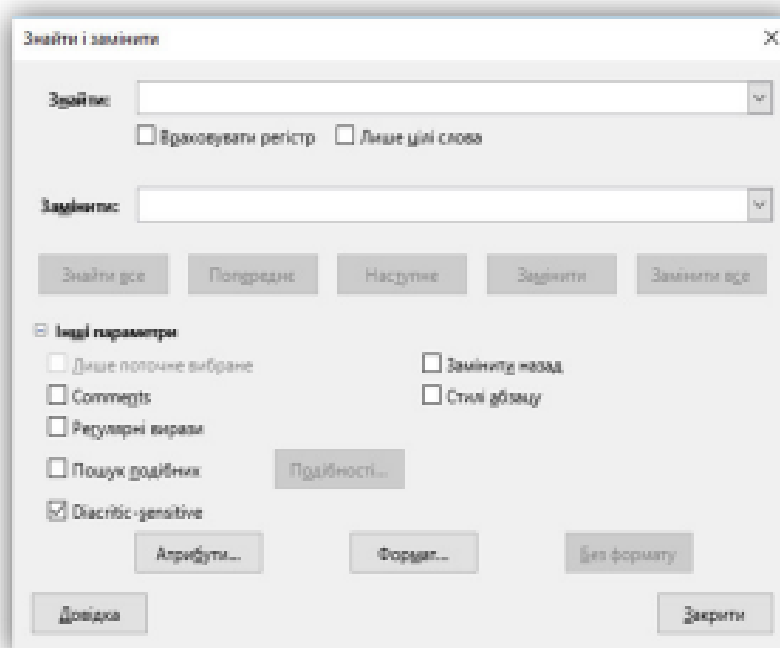 Знайти і замінити
Знайти:
Враховувати регістр Лише цілі слова
Замінити:
Знайти все Попереднє Наступне Замінити Замінити все
Інші параметри
Лише поточне вибране Замінити назад
Comments Стилі абзацу
Регулярні вирази
Пошук подібних Подібності...
Diacritic-sensitive
Атрибути... Формат... Без формату
Довідка Закрити